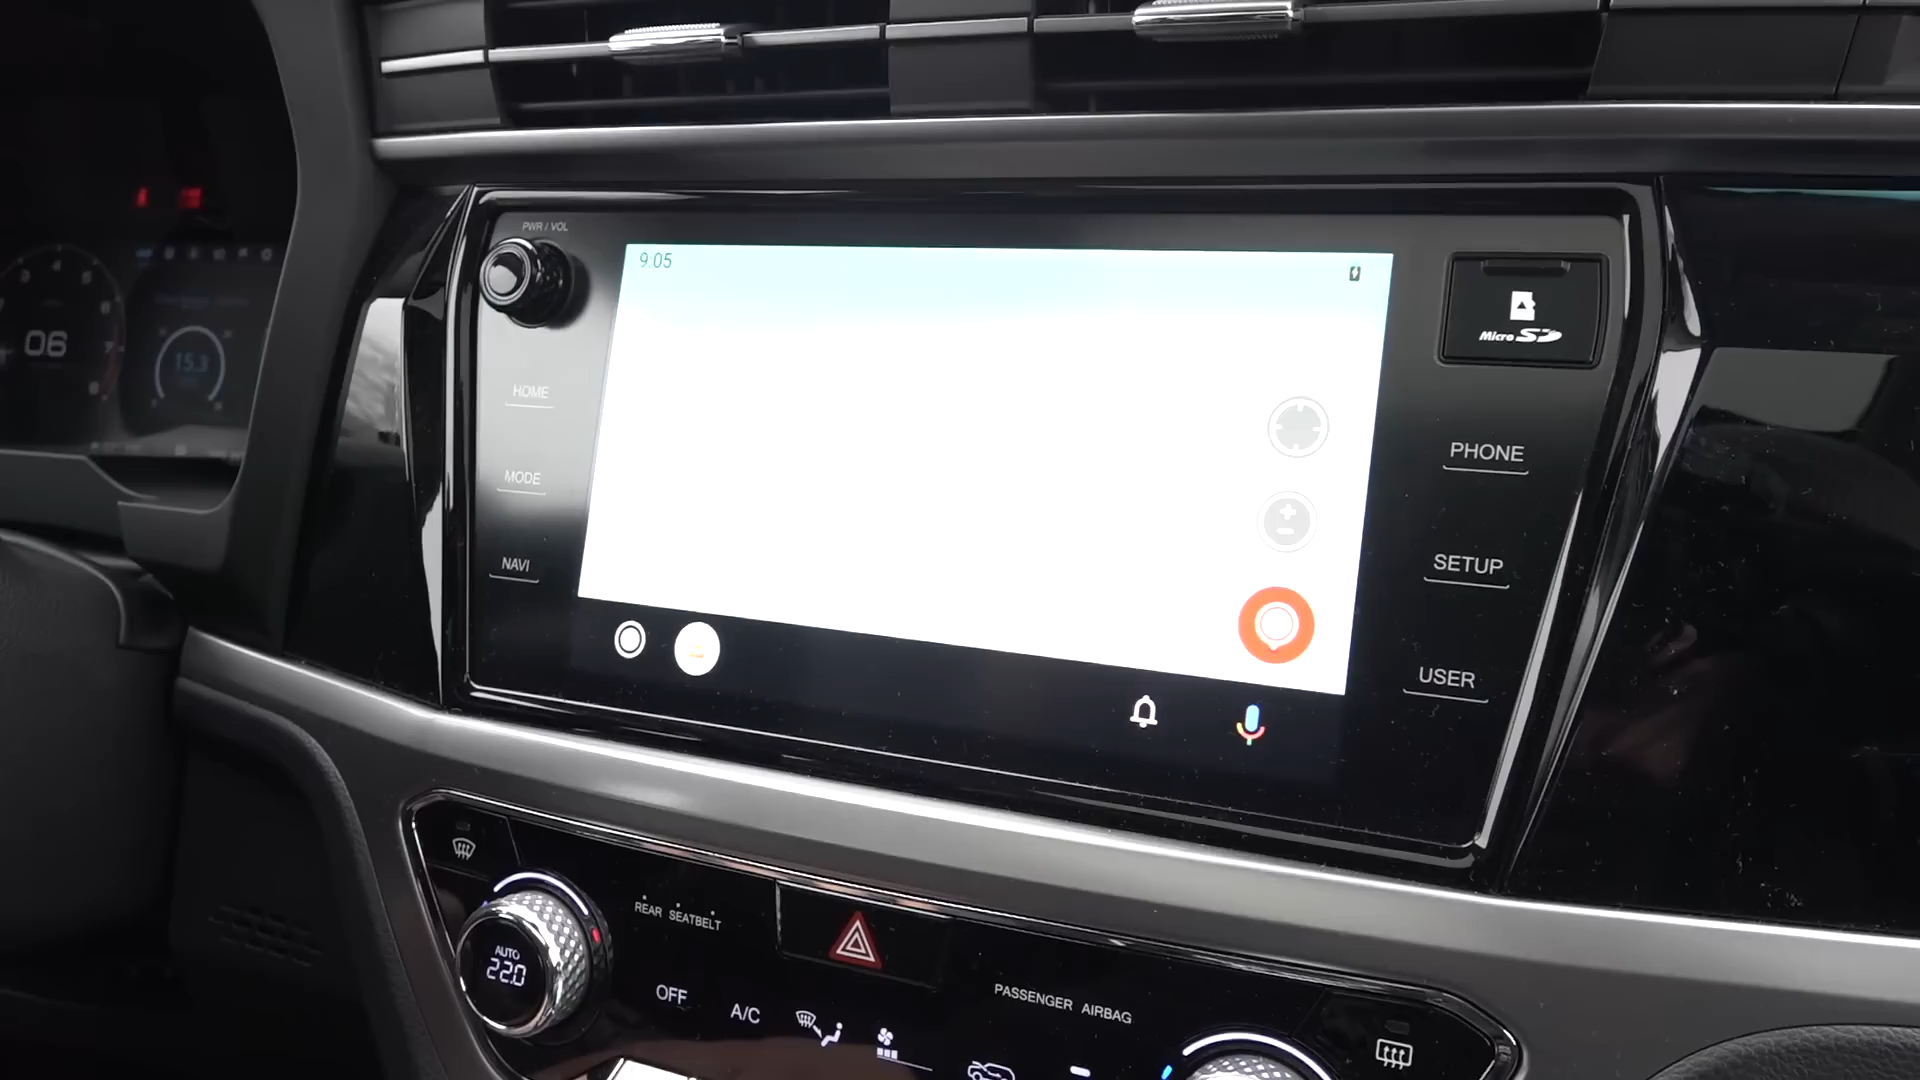 PWR / VOL
9:05
Micro SD
HOME
MODE
NAVI
PHONE
SETUP
USER
4
06
15.3
REAR SEATBELT
AUTO
22.0
OFF
A/C
PASSENGER AIRBAG